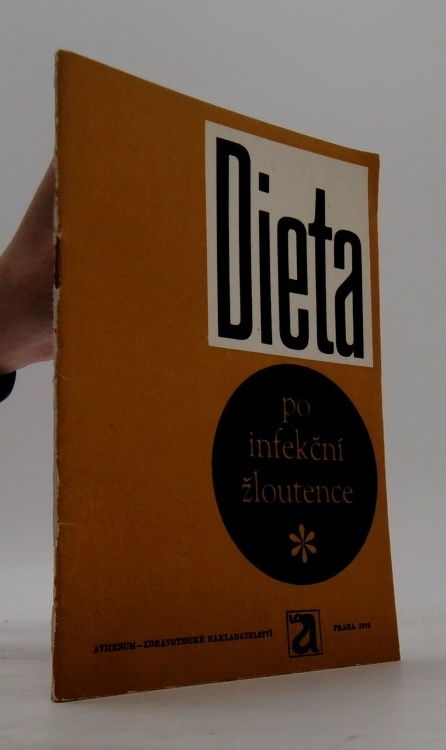 Dieta
po
infekční
žloutence
*
AVICENUM—ZDRAVOTNICKÉ NAKLADATELSTVÍ
a
PRAHA